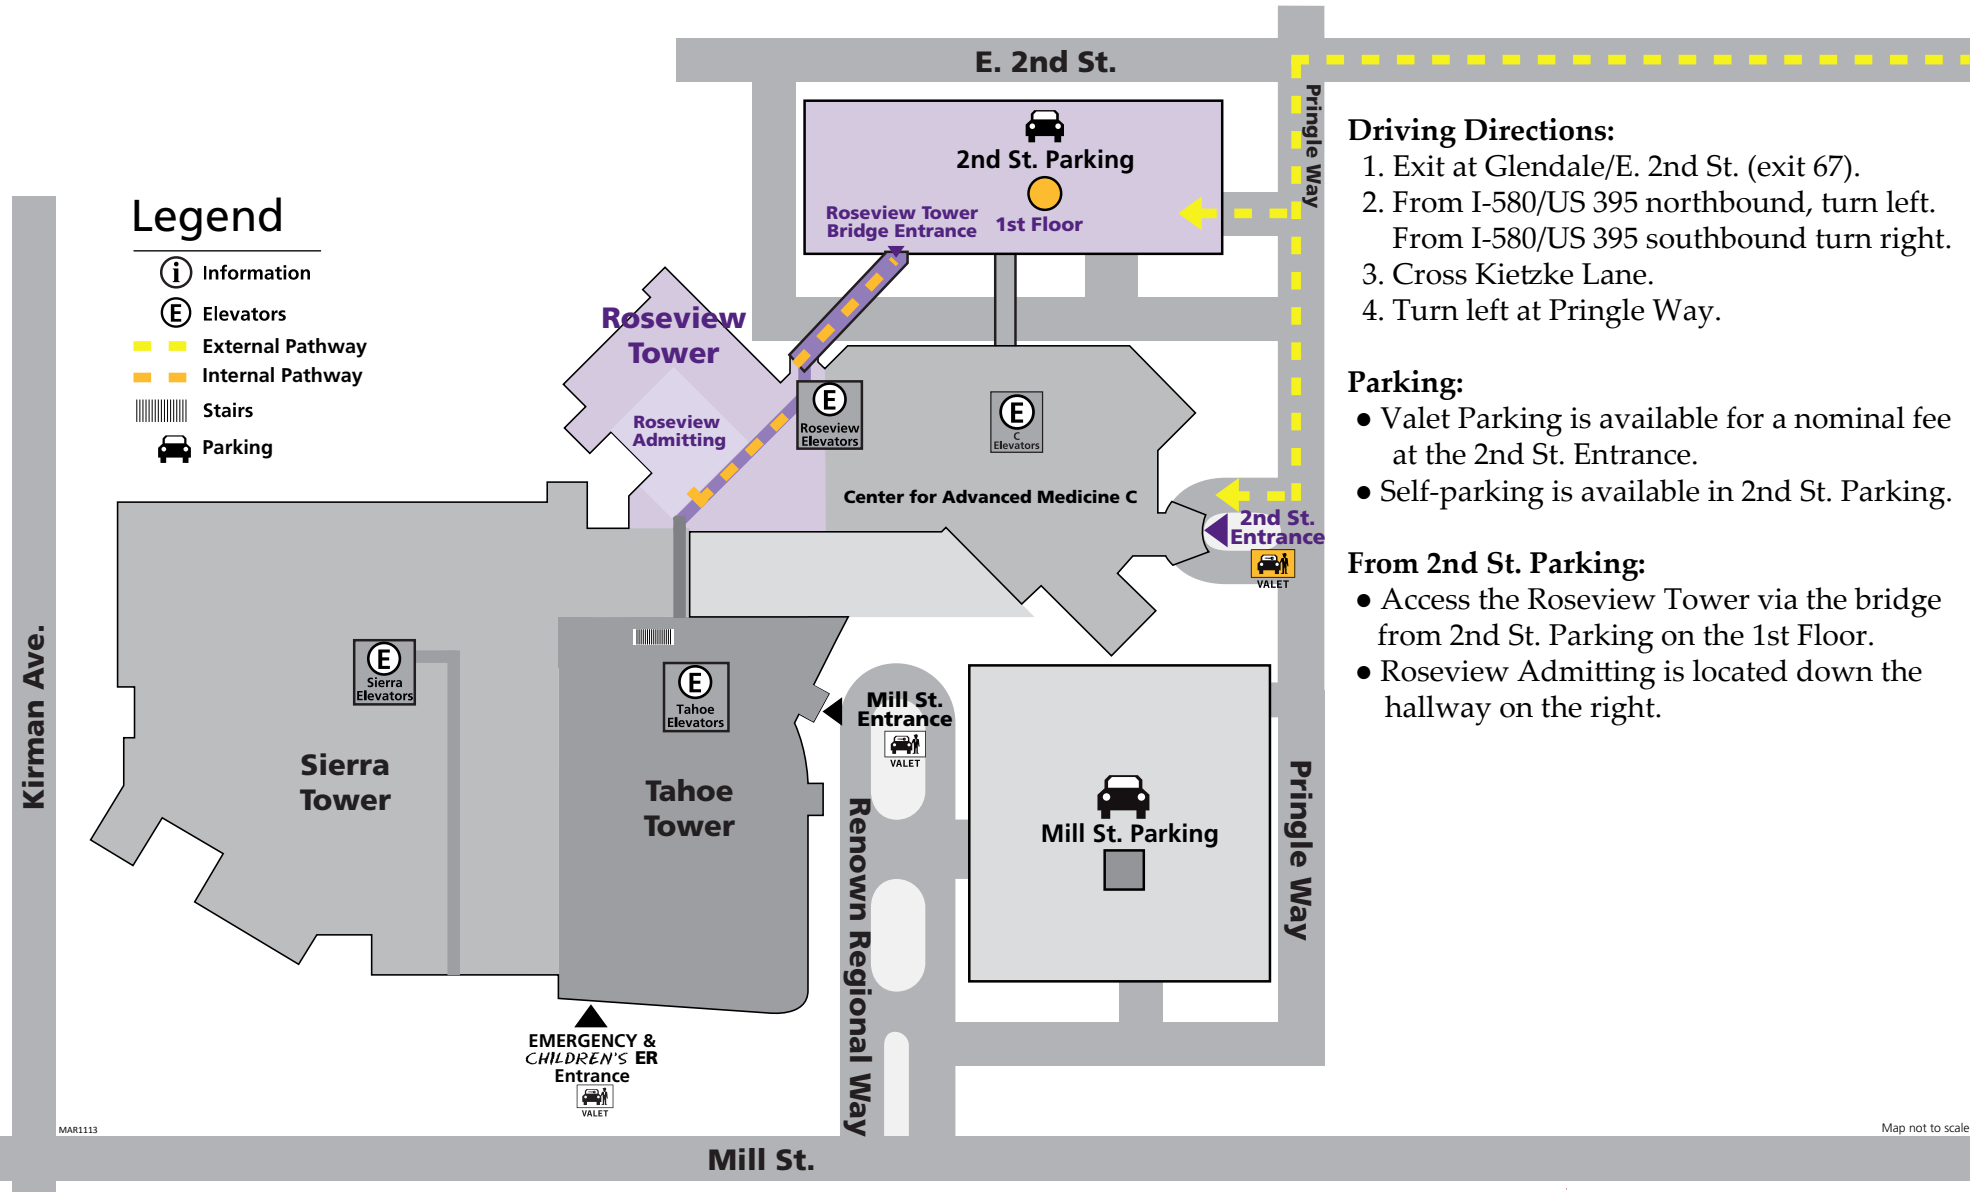 E. 2nd St.
Pringle Way
2nd St. Parking
Roseview Tower
Bridge Entrance
1st Floor
Legend
i Information
E Elevators
External Pathway
Internal Pathway
Stairs
Parking
Roseview
Tower
Roseview
Admitting
E
Roseview
Elevators
E
C
Elevators
Center for Advanced Medicine C
2nd St.
Entrance
VALET
Kirman Ave.
E
Sierra
Elevators
Sierra
Tower
E
Tahoe
Elevators
Tahoe
Tower
Mill St.
Entrance
VALET
Renown Regional Way
Mill St. Parking
Pringle Way
EMERGENCY &
CHILDREN'S ER
Entrance
VALET
MAR1113
Mill St.
Driving Directions:
1. Exit at Glendale/E. 2nd St. (exit 67).
2. From I-580/US 395 northbound, turn left.
From I-580/US 395 southbound turn right.
3. Cross Kietzke Lane.
4. Turn left at Pringle Way.
Parking:
● Valet Parking is available for a nominal fee
at the 2nd St. Entrance.
● Self-parking is available in 2nd St. Parking.
From 2nd St. Parking:
● Access the Roseview Tower via the bridge
from 2nd St. Parking on the 1st Floor.
● Roseview Admitting is located down the
hallway on the right.
Map not to scale